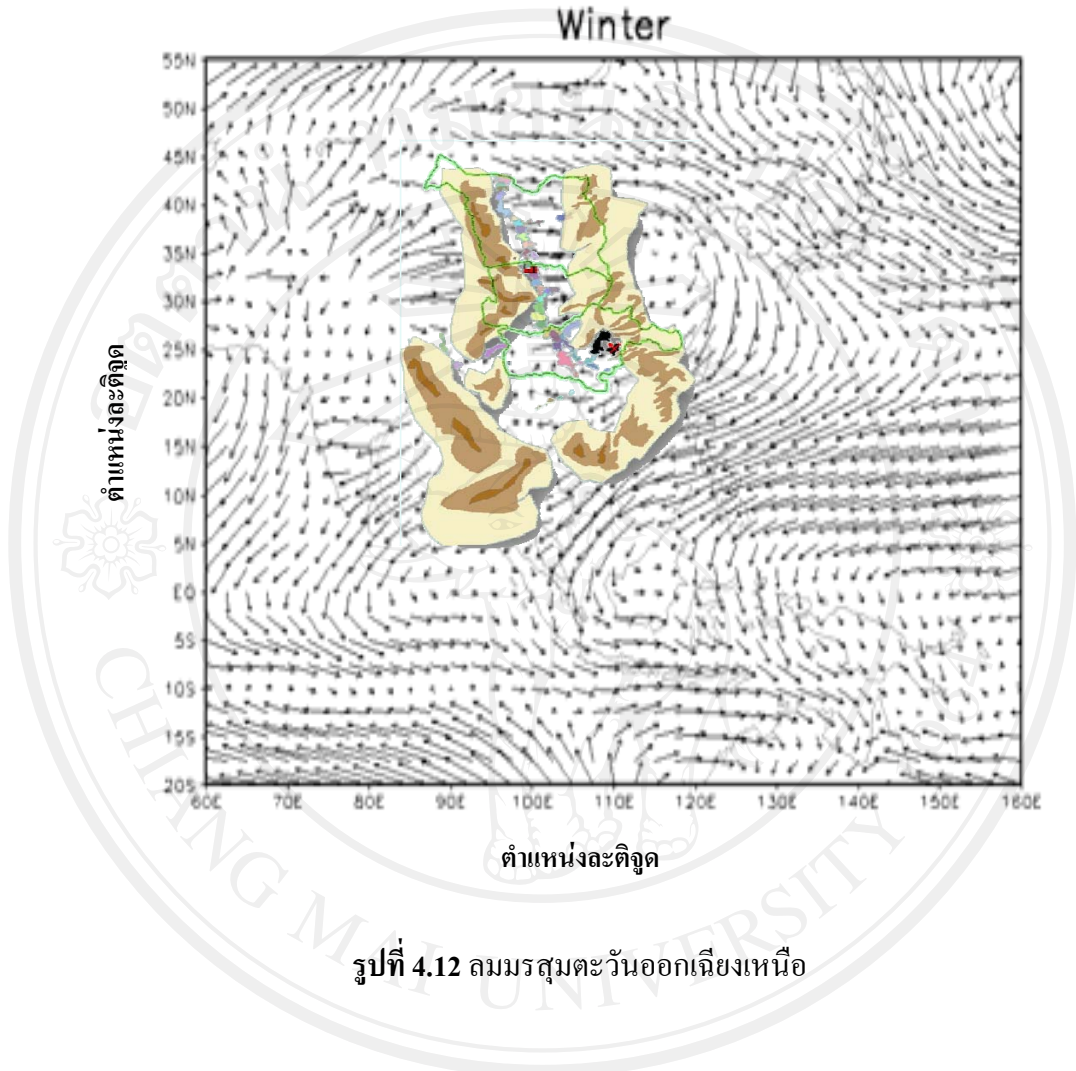 Winter
55N
50N
45N
40N
35N
30N
25N
20N
15N
10N
5N
EQ
5S
10S
15S
20S
60E 70E 80E 90E 100E 110E 120E 130E 140E 150E 160E
ตำแหน่งละติจูด
ตำแหน่งละติจูด
รูปที่ 4.12 ลมมรสุมตะวันออกเฉียงเหนือ
CHIANG MAI UNIVERSITY